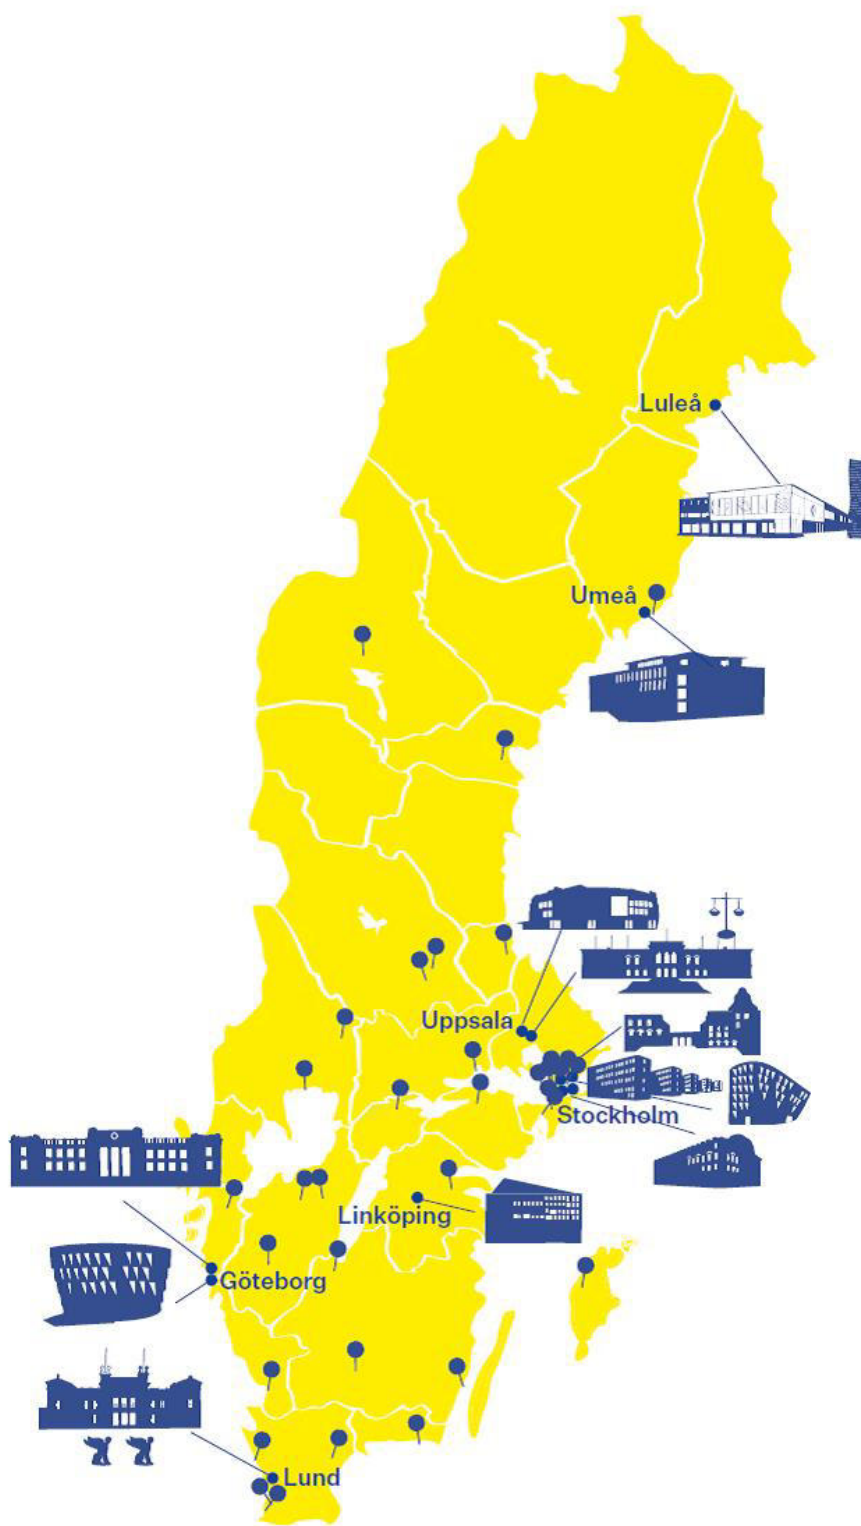 Luleå
Umeå
Uppsala
Stockholm
Linköping
Göteborg
Lund